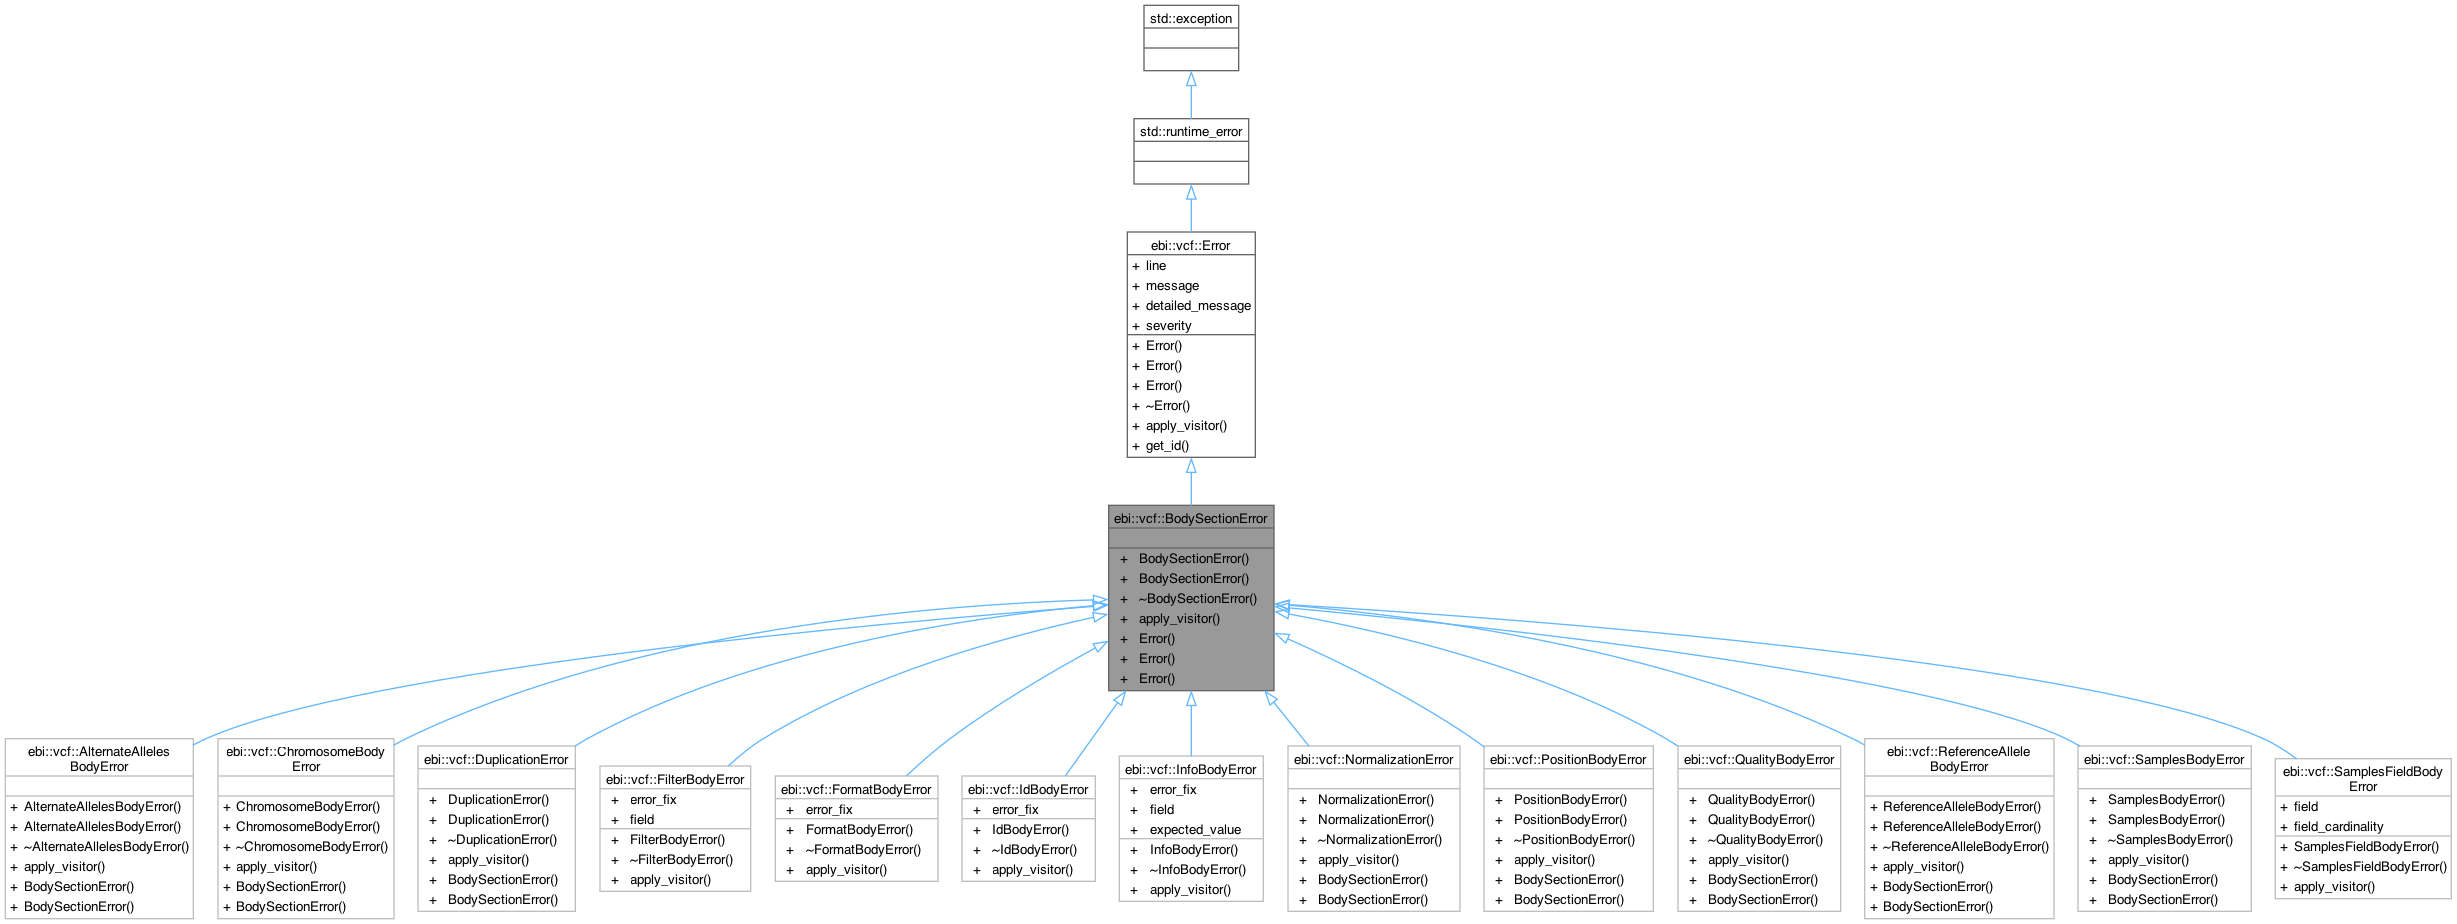 std::exception
std::runtime_error
ebi::vcf::Error
+ line
+ message
+ detailed_message
+ severity
+ Error()
+ Error()
+ Error()
+ ~Error()
+ apply_visitor()
+ get_id()
ebi::vcf::BodySectionError
+ BodySectionError()
+ BodySectionError()
+ ~BodySectionError()
+ apply_visitor()
+ Error()
+ Error()
+ Error()
ebi::vcf::AlternateAlleles
BodyError
+ AlternateAllelesBodyError()
+ AlternateAllelesBodyError()
+ ~AlternateAllelesBodyError()
+ apply_visitor()
+ BodySectionError()
+ BodySectionError()
ebi::vcf::ChromosomeBody
Error
+ ChromosomeBodyError()
+ ChromosomeBodyError()
+ ~ChromosomeBodyError()
+ apply_visitor()
+ BodySectionError()
+ BodySectionError()
ebi::vcf::DuplicationError
+ DuplicationError()
+ DuplicationError()
+ ~DuplicationError()
+ apply_visitor()
+ BodySectionError()
+ BodySectionError()
ebi::vcf::FilterBodyError
+ error_fix
+ field
+ FilterBodyError()
+ ~FilterBodyError()
+ apply_visitor()
ebi::vcf::FormatBodyError
+ error_fix
+ FormatBodyError()
+ ~FormatBodyError()
+ apply_visitor()
ebi::vcf::IdBodyError
+ error_fix
+ IdBodyError()
+ ~IdBodyError()
+ apply_visitor()
ebi::vcf::InfoBodyError
+ error_fix
+ field
+ expected_value
+ InfoBodyError()
+ ~InfoBodyError()
+ apply_visitor()
ebi::vcf::NormalizationError
+ NormalizationError()
+ NormalizationError()
+ ~NormalizationError()
+ apply_visitor()
+ BodySectionError()
+ BodySectionError()
ebi::vcf::PositionBodyError
+ PositionBodyError()
+ PositionBodyError()
+ ~PositionBodyError()
+ apply_visitor()
+ BodySectionError()
+ BodySectionError()
ebi::vcf::QualityBodyError
+ QualityBodyError()
+ QualityBodyError()
+ ~QualityBodyError()
+ apply_visitor()
+ BodySectionError()
+ BodySectionError()
ebi::vcf::ReferenceAllele
BodyError
+ ReferenceAlleleBodyError()
+ ReferenceAlleleBodyError()
+ ~ReferenceAlleleBodyError()
+ apply_visitor()
+ BodySectionError()
+ BodySectionError()
ebi::vcf::SamplesBodyError
+ SamplesBodyError()
+ SamplesBodyError()
+ ~SamplesBodyError()
+ apply_visitor()
+ BodySectionError()
+ BodySectionError()
ebi::vcf::SamplesFieldBody
Error
+ field
+ field_cardinality
+ SamplesFieldBodyError()
+ ~SamplesFieldBodyError()
+ apply_visitor()